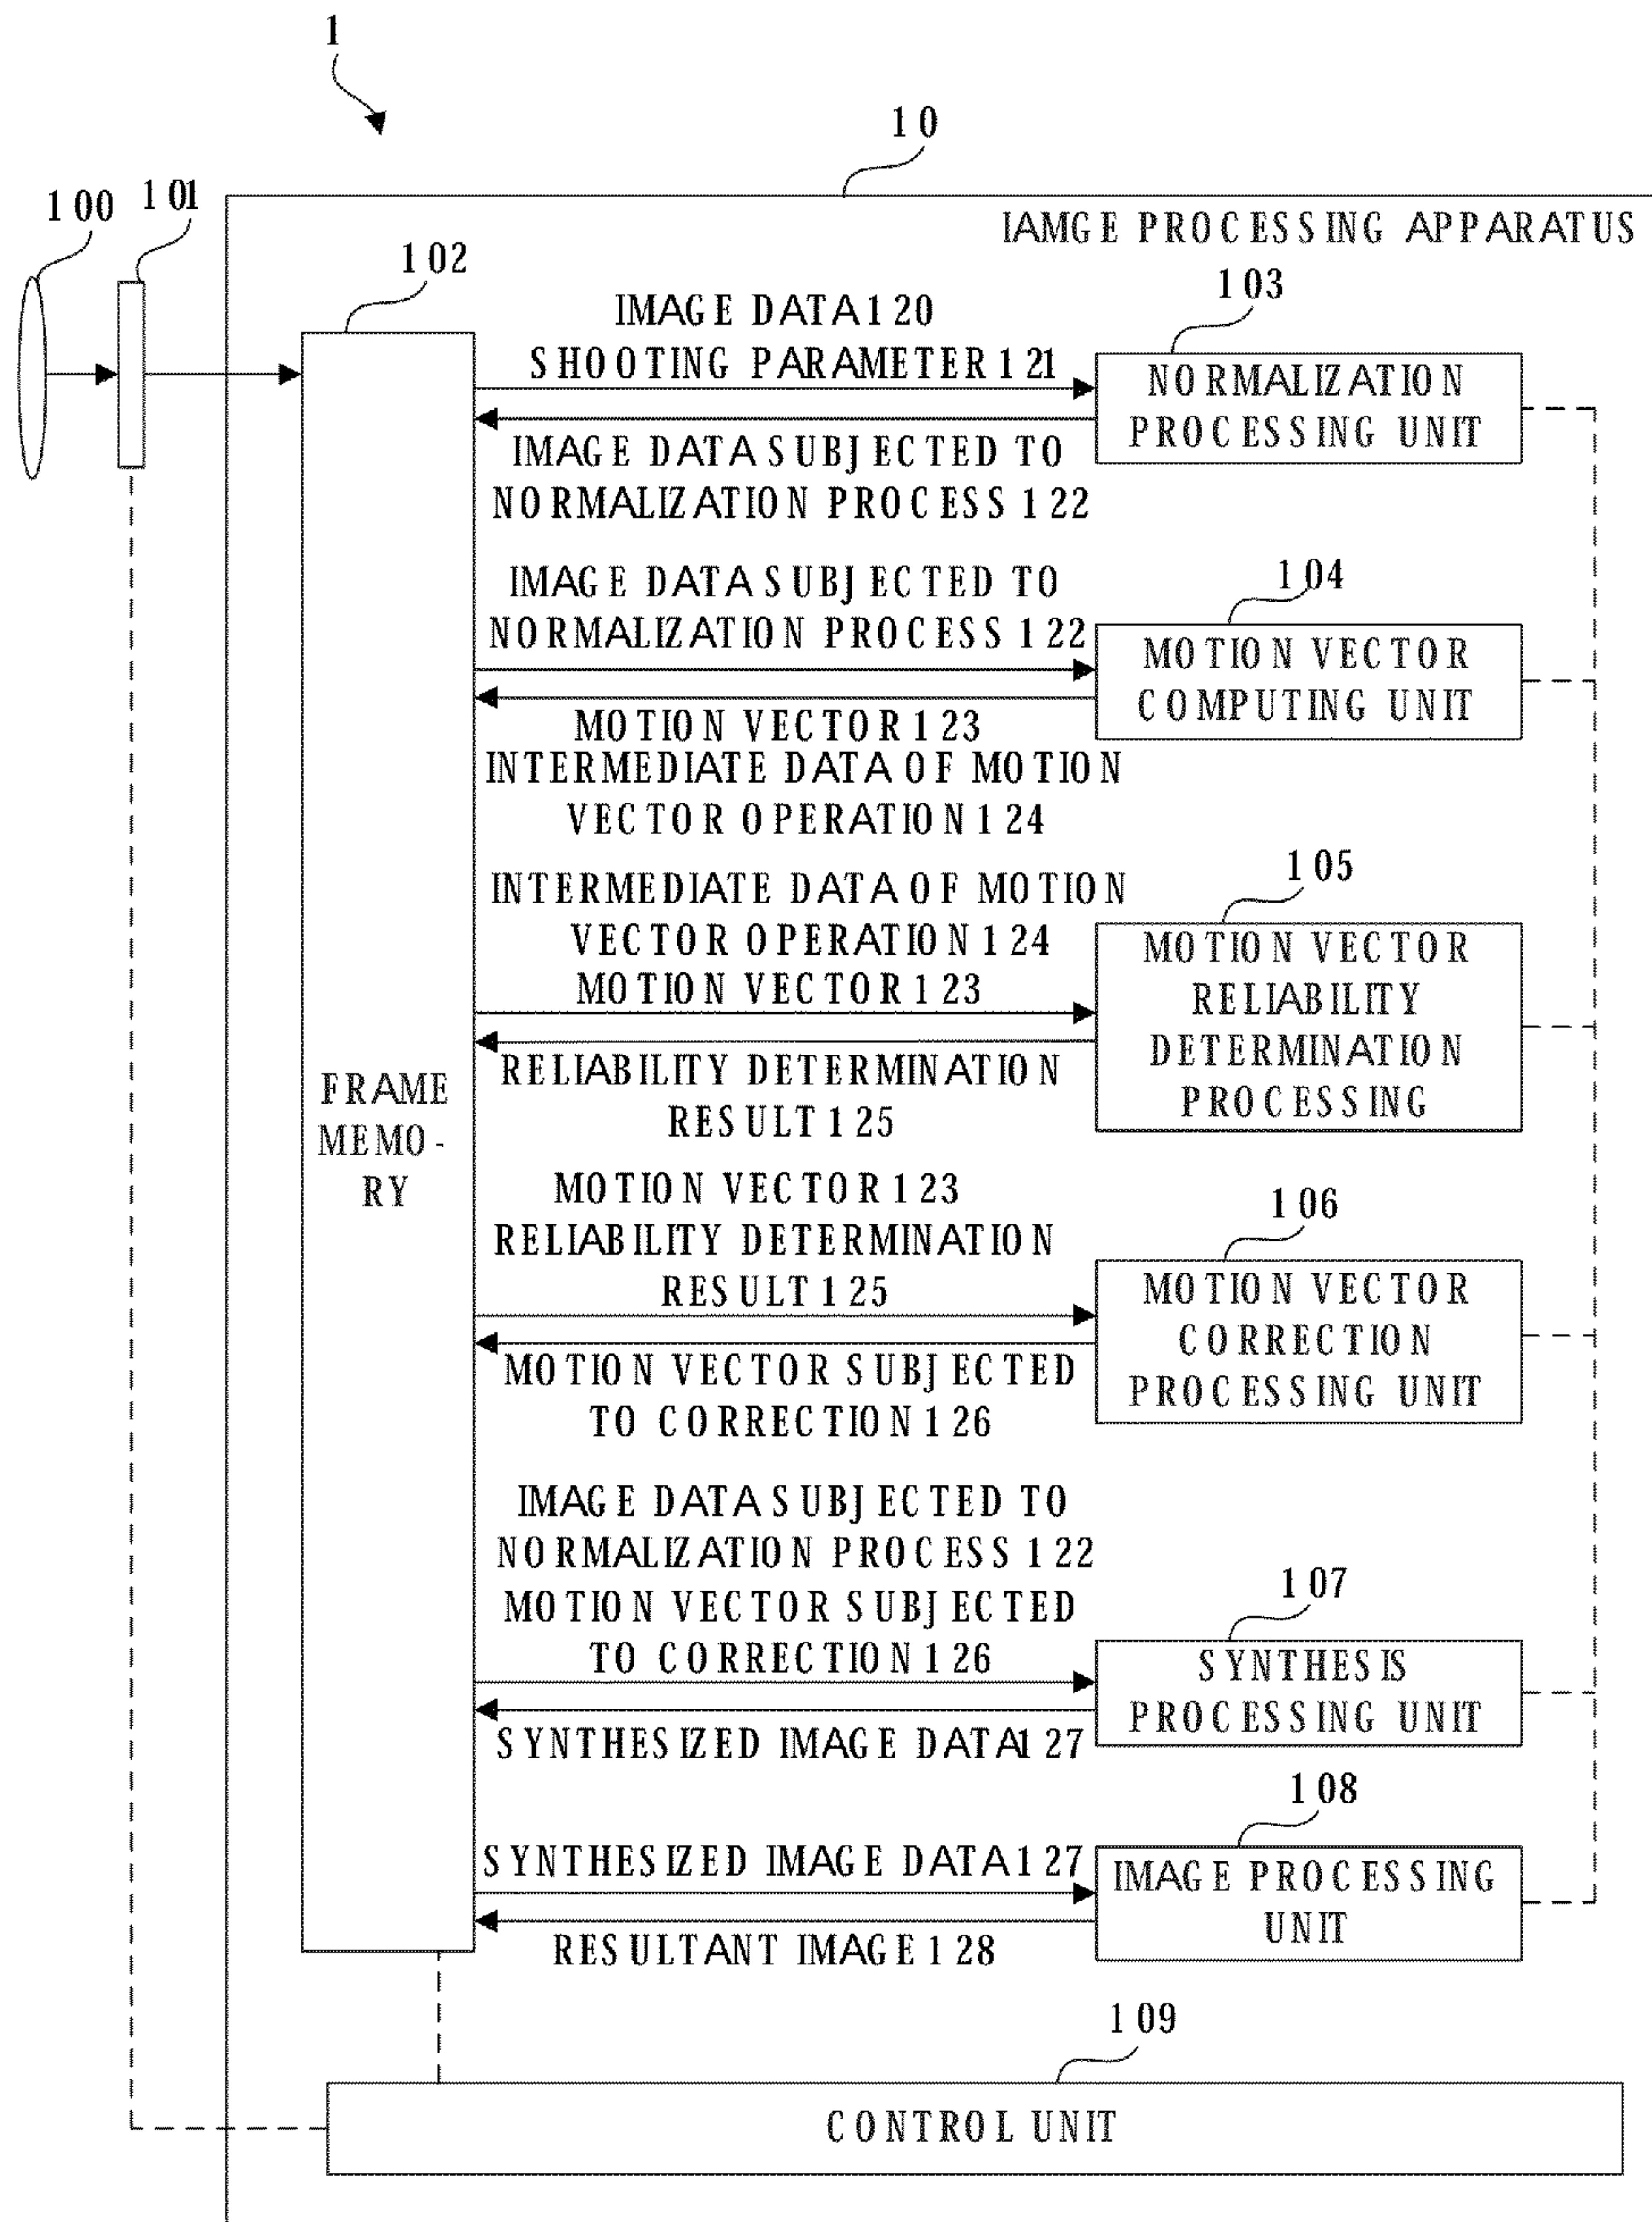 1
10
100
101
IAMGE PROCESSING APPARATUS
102
103
IMAGE DATA 120
SHOOTING PARAMETER 121
NORMALIZATION
PROCESSING UNIT
IMAGE DATA SUBJECTED TO
NORMALIZATION PROCESS 122
IMAGE DATA SUBJECTED TO
NORMALIZATION PROCESS 122
104
MOTION VECTOR
COMPUTING UNIT
MOTION VECTOR 123
INTERMEDIATE DATA OF MOTION
VECTOR OPERATION 124
INTERMEDIATE DATA OF MOTION
VECTOR OPERATION 124
MOTION VECTOR 123
105
MOTION VECTOR
RELIABILITY
DETERMINATION
PROCESSING
RELIABILITY DETERMINATION
RESULT 125
FRAME
MEMO-
RY
MOTION VECTOR 123
RELIABILITY DETERMINATION
RESULT 125
106
MOTION VECTOR
CORRECTION
PROCESSING UNIT
MOTION VECTOR SUBJECTED
TO CORRECTION 126
IMAGE DATA SUBJECTED TO
NORMALIZATION PROCESS 122
MOTION VECTOR SUBJECTED
TO CORRECTION 126
107
SYNTHESIS
PROCESSING UNIT
SYNTHESIZED IMAGE DATA 127
108
SYNTHESIZED IMAGE DATA 127
IMAGE PROCESSING
UNIT
RESULTANT IMAGE 128
109
CONTROL UNIT